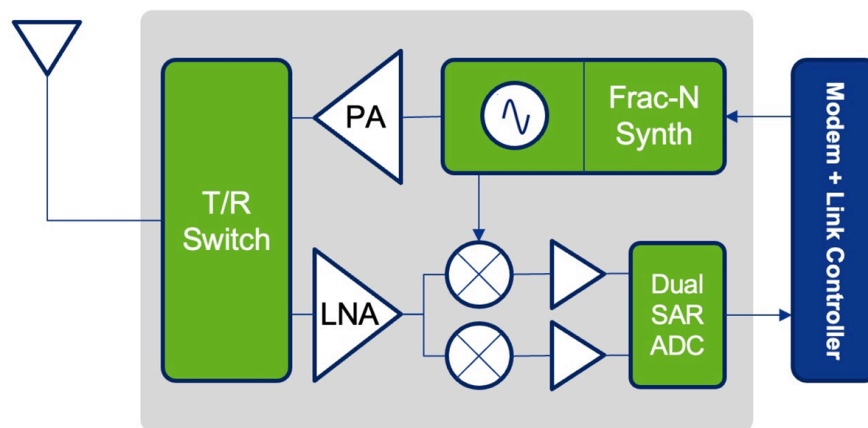 T/R
Switch
PA
Frac-N
Synth
LNA
Dual
SAR
ADC
Modem + Link Controller